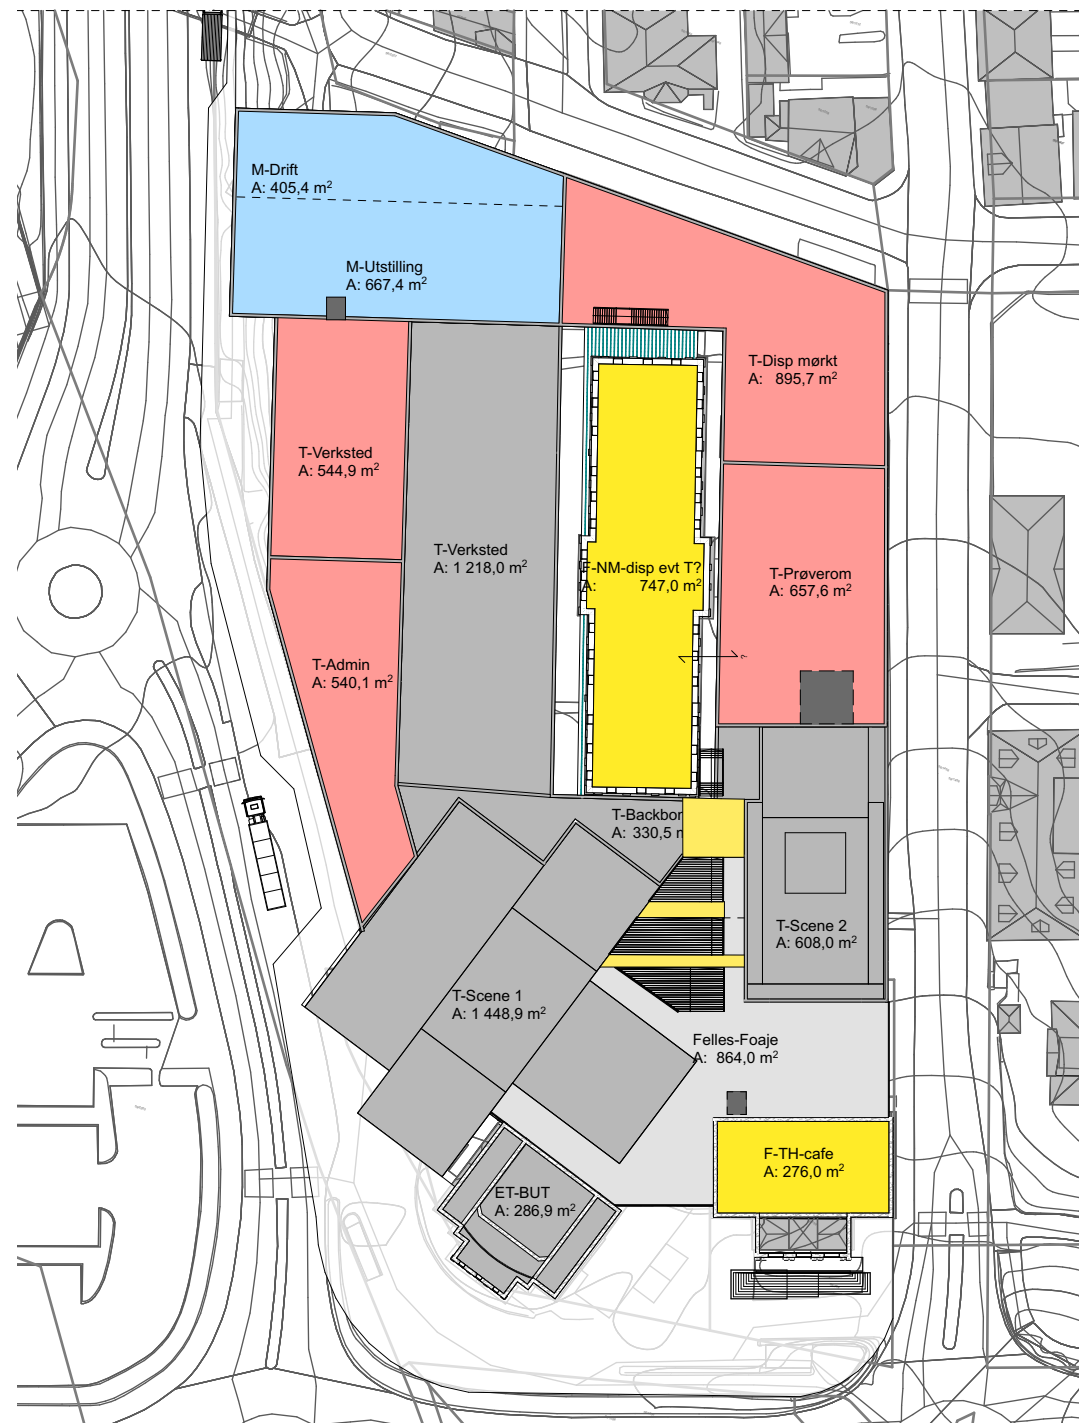 M-Drift
A: 405,4 m²
M-Utstilling
A: 667,4 m²
T-Disp mørkt
A: 895,7 m²
T-Verksted
A: 544,9 m²
T-Verksted
A: 1 218,0 m²
F-NM-disp evt T?
A: 747,0 m²
T-Prøverom
A: 657,6 m²
T-Admin
A: 540,1 m²
T-Backbor
A: 330,5
T-Scene 2
A: 608,0 m²
T-Scene 1
A: 1 448,9 m²
Felles-Foaje
A: 864,0 m²
F-TH-cafe
A: 276,0 m²
ET-BUT
A: 286,9 m²